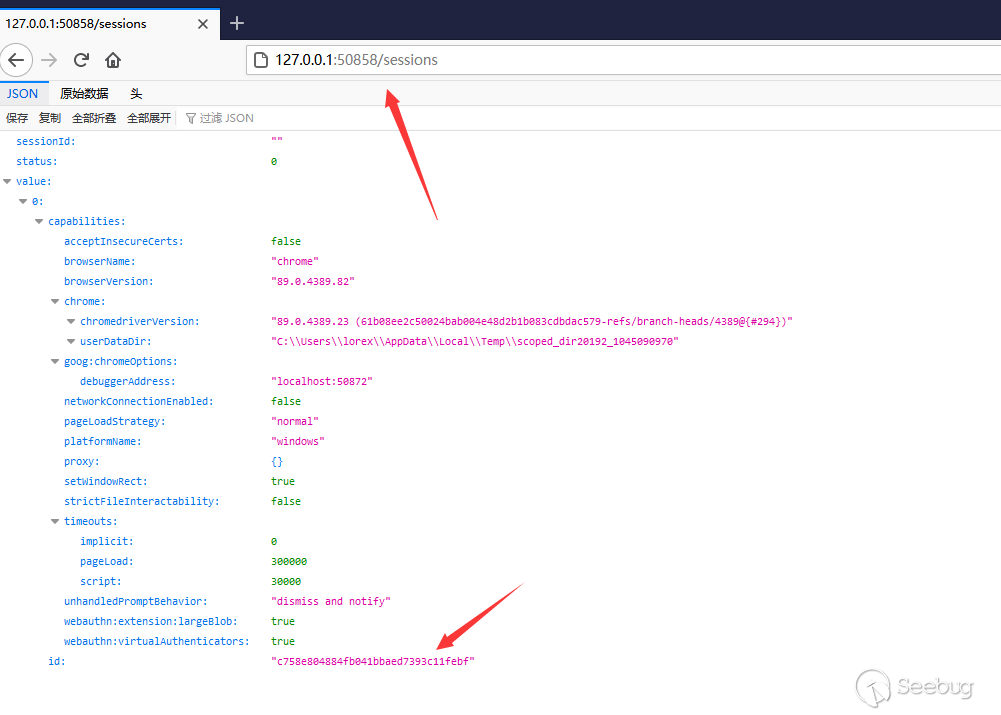 127.0.0.1:50858/sessions
127.0.0.1:50858/sessions
JSON 原始数据 头
保存 复制 全部折叠 全部展开 过滤 JSON
sessionId: ""
status: 0
value:
0:
capabilities:
acceptInsecureCerts: false
browserName: "chrome"
browserVersion: "89.0.4389.82"
chrome:
chromedriverVersion: "89.0.4389.23 (61b08ee2c50024bab004e48d2b1b083cdbdac579-refs/branch-heads/4389@{#294})"
userDataDir: "C:\\Users\\lorex\\AppData\\Local\\Temp\\scoped_dir20192_1045090970"
goog:chromeOptions:
debuggerAddress: "localhost:50872"
networkConnectionEnabled: false
pageLoadStrategy: "normal"
platformName: "windows"
proxy: {}
setWindowRect: true
strictFileInteractability: false
timeouts:
implicit: 0
pageLoad: 300000
script: 30000
unhandledPromptBehavior: "dismiss and notify"
webauthn:extension:largeBlob: true
webauthn:virtualAuthenticators: true
id: "c758e804884fb041bbaed7393c11febf"
Seebug